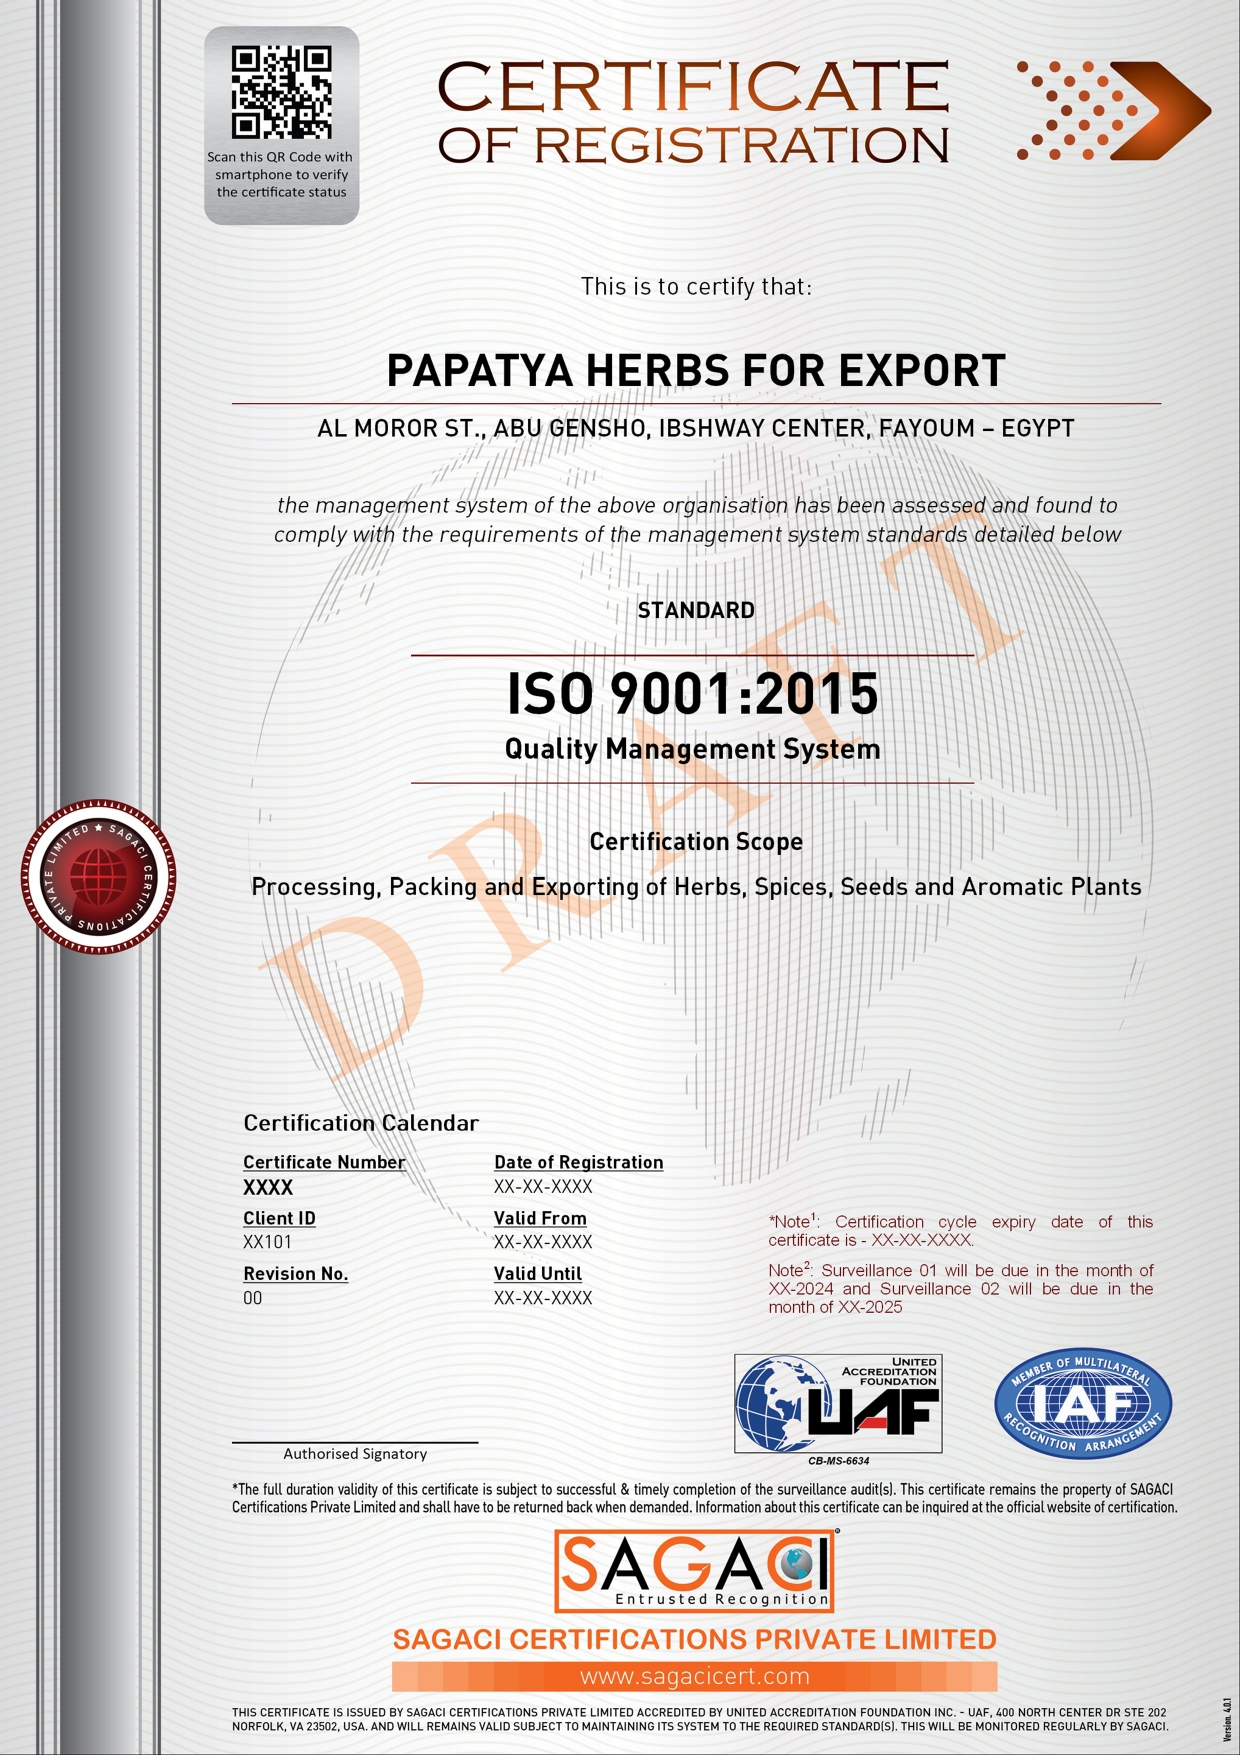 Scan this QR Code with
smartphone to verify
the certificate status
CERTIFICATE
OF REGISTRATION
This is to certify that:
PAPATYA HERBS FOR EXPORT
AL MOROR ST., ABU GENSHO, IBSHWAY CENTER, FAYOUM – EGYPT
the management system of the above organisation has been assessed and found to
comply with the requirements of the management system standards detailed below
STANDARD
ISO 9001:2015
Quality Management System
DRAFT
Certification Scope
Processing, Packing and Exporting of Herbs, Spices, Seeds and Aromatic Plants
SAGACI CERTIFICATIONS PRIVATE LIMITED ★
Certification Calendar
Certificate Number
XXXX
Client ID
XX101
Revision No.
00
Date of Registration
XX-XX-XXXX
Valid From
XX-XX-XXXX
Valid Until
XX-XX-XXXX
*Note1: Certification cycle expiry date of this
certificate is - XX-XX-XXXX.
Note2: Surveillance 01 will be due in the month of
XX-2024 and Surveillance 02 will be due in the
month of XX-2025
UNITED
ACCREDITATION
FOUNDATION
UAF
CB-MS-6634
MEMBER OF MULTILATERAL
IAF
RECOGNITION ARRANGEMENT
Authorised Signatory
*The full duration validity of this certificate is subject to successful & timely completion of the surveillance audit(s). This certificate remains the property of SAGACI
Certifications Private Limited and shall have to be returned back when demanded. Information about this certificate can be inquired at the official website of certification.
SAGACI®
Entrusted Recognition
SAGACI CERTIFICATIONS PRIVATE LIMITED
www.sagacicert.com
THIS CERTIFICATE IS ISSUED BY SAGACI CERTIFICATIONS PRIVATE LIMITED ACCREDITED BY UNITED ACCREDITATION FOUNDATION INC. - UAF, 400 NORTH CENTER DR STE 202
NORFOLK, VA 23502, USA. AND WILL REMAINS VALID SUBJECT TO MAINTAINING ITS SYSTEM TO THE REQUIRED STANDARD(S). THIS WILL BE MONITORED REGULARLY BY SAGACI.
Version. 4.0.1